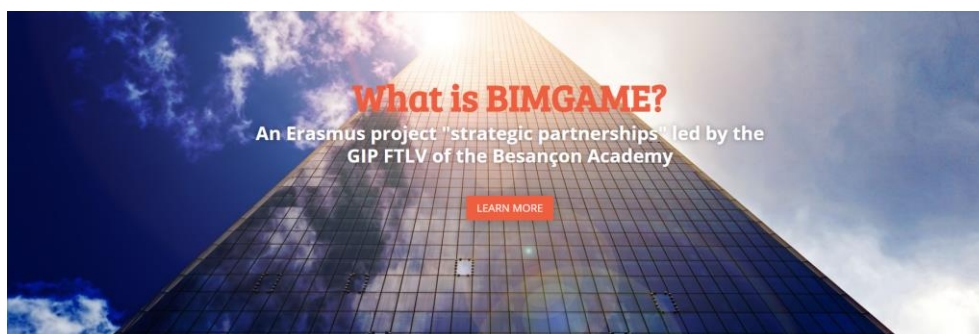 What is BIMGAME?
An Erasmus project "strategic partnerships" led by the
GIP FTLV of the Besançon Academy
LEARN MORE